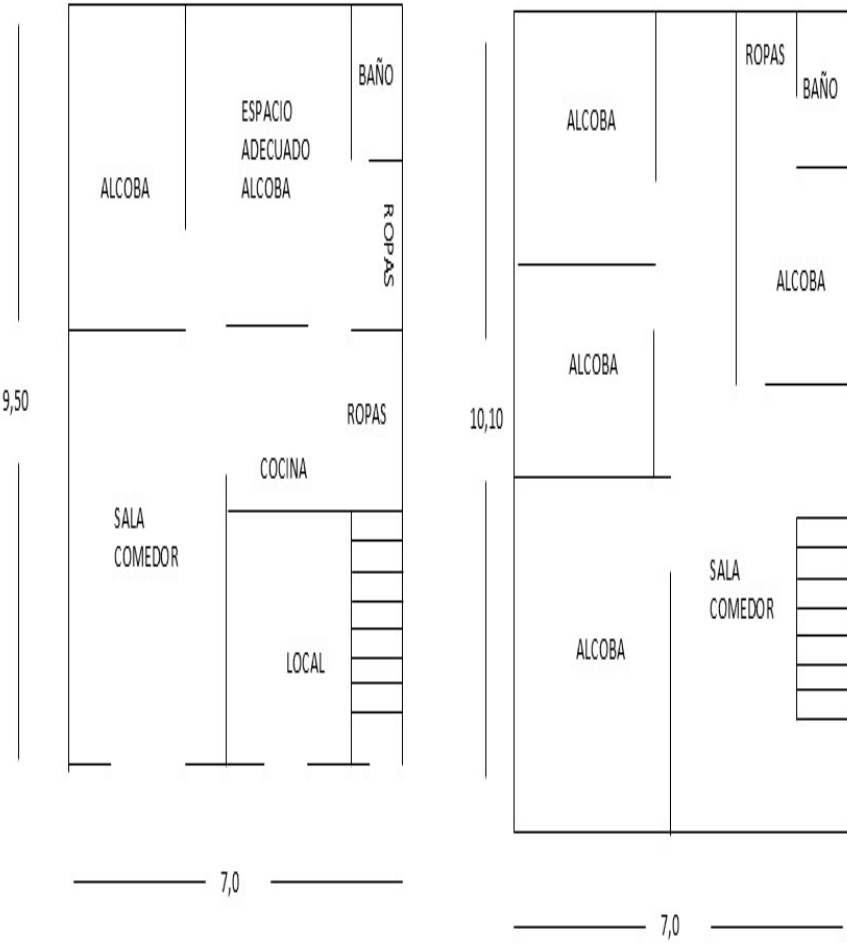 BAÑO
ESPACIO
ADECUADO
ALCOBA
ALCOBA
ROPAS
9,50
ROPAS
COCINA
SALA
COMEDOR
LOCAL
7,0
ROPAS
BAÑO
ALCOBA
ALCOBA
ALCOBA
10,10
SALA
COMEDOR
ALCOBA
7,0